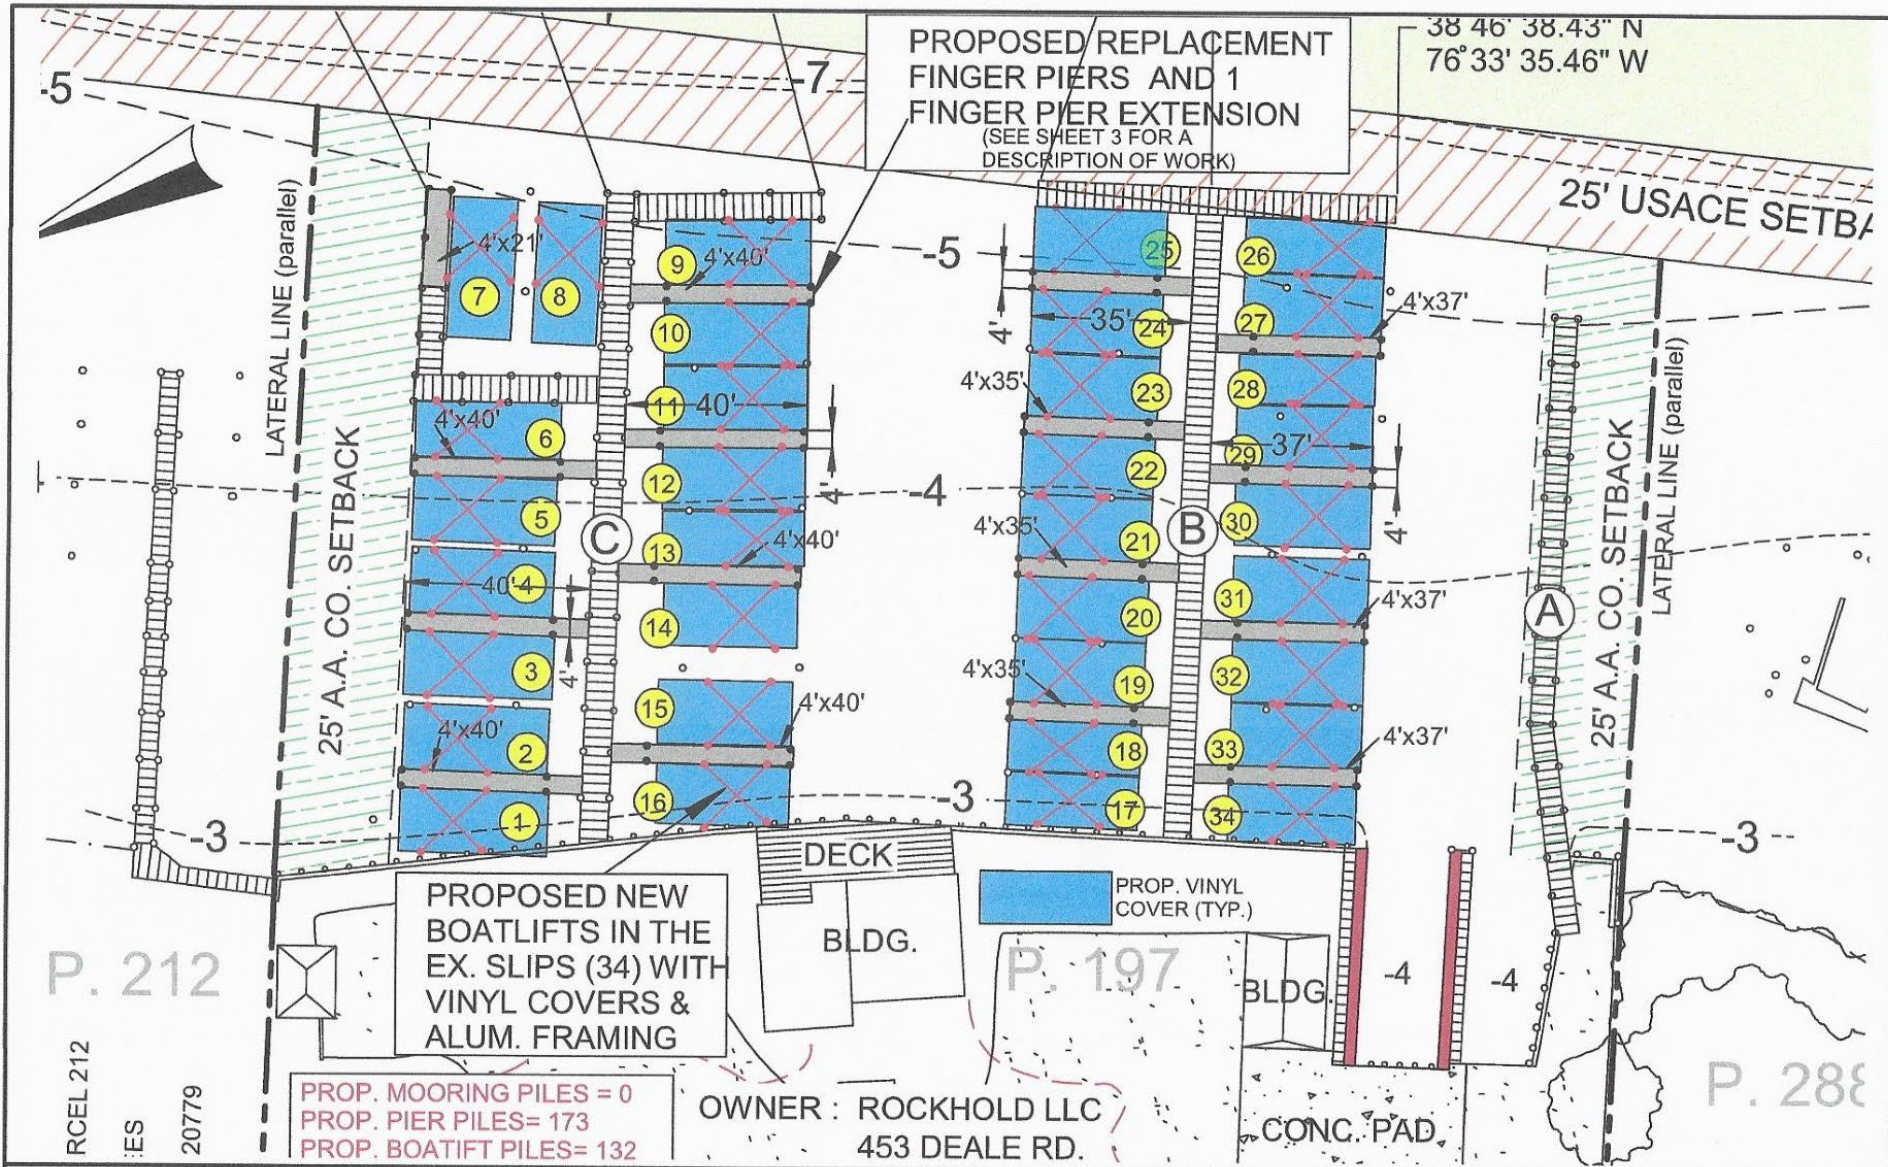 PROPOSED REPLACEMENT
FINGER PIERS AND 1
FINGER PIER EXTENSION
(SEE SHEET 3 FOR A
DESCRIPTION OF WORK)
38 46' 38.43" N
76° 33' 35.46" W
-5
-7
25' USACE SETBA
LATERAL LINE (parallel)
25' A.A. CO. SETBACK
4'x21'
7
8
9
4'x40'
10
11
40'
4'
12
13
4'x40'
14
15
4'x40'
16
4'x40'
6
5
40'
4
4'
3
4'x40'
2
1
C
-5
-4
-3
-3
25
4'
35'
24
4'x35'
23
22
4'x35'
21
20
4'x35'
19
18
17
B
26
27
4'x37'
28
37'
29
4'
30
31
4'x37'
32
33
4'x37'
34
A
25' A.A. CO. SETBACK
LATERAL LINE (parallel)
-3
DECK
BLDG.
PROP. VINYL
COVER (TYP.)
PROPOSED NEW
BOATLIFTS IN THE
EX. SLIPS (34) WITH
VINYL COVERS &
ALUM. FRAMING
P. 212
P. 197
BLDG.
-4
-4
P. 288
RCEL 212
:ES
20779
PROP. MOORING PILES = 0
PROP. PIER PILES= 173
PROP. BOATIFT PILES= 132
OWNER : ROCKHOLD LLC
453 DEALE RD.
CONC. PAD